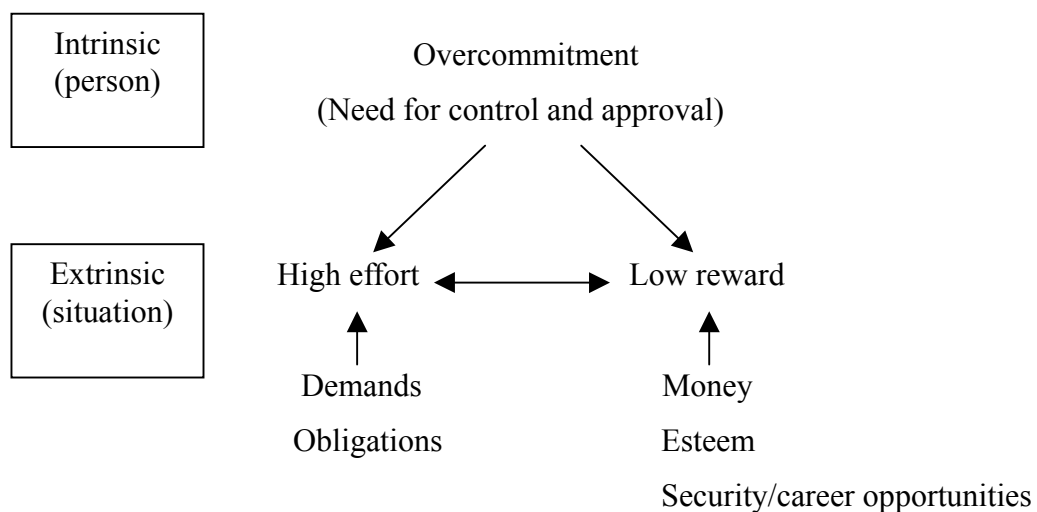 Intrinsic
(person)
Overcommitment
(Need for control and approval)
Extrinsic
(situation)
High effort
Low reward
Demands
Obligations
Money
Esteem
Security/career opportunities